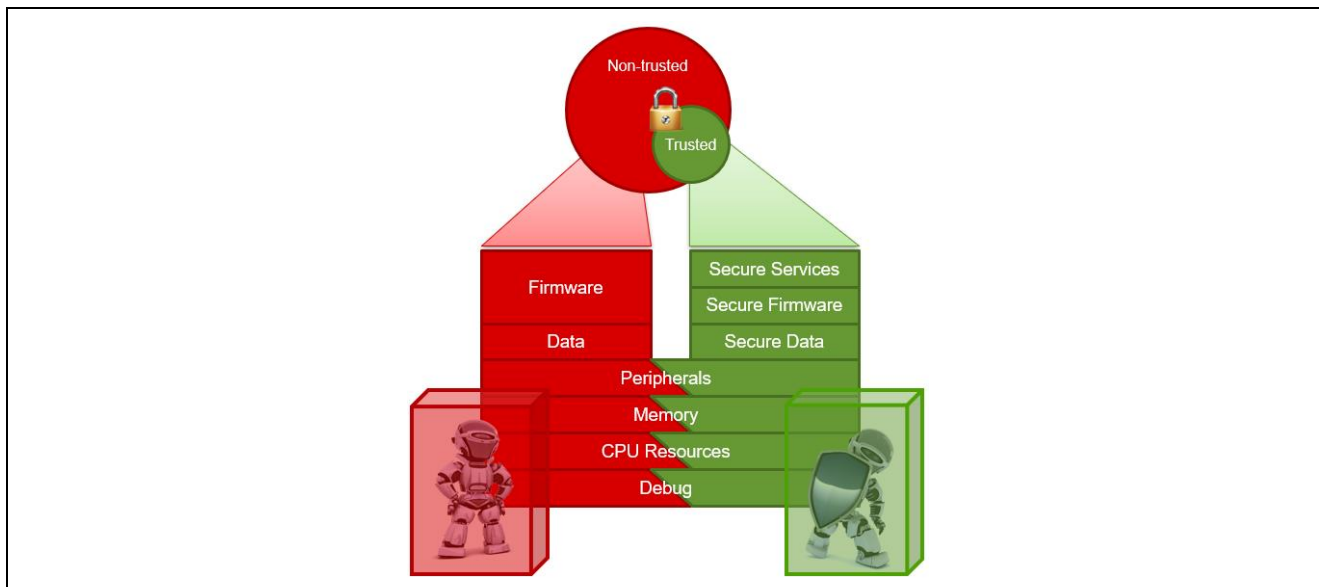 Non-trusted
Trusted
Firmware
Secure Services
Secure Firmware
Data
Secure Data
Peripherals
Memory
CPU Resources
Debug